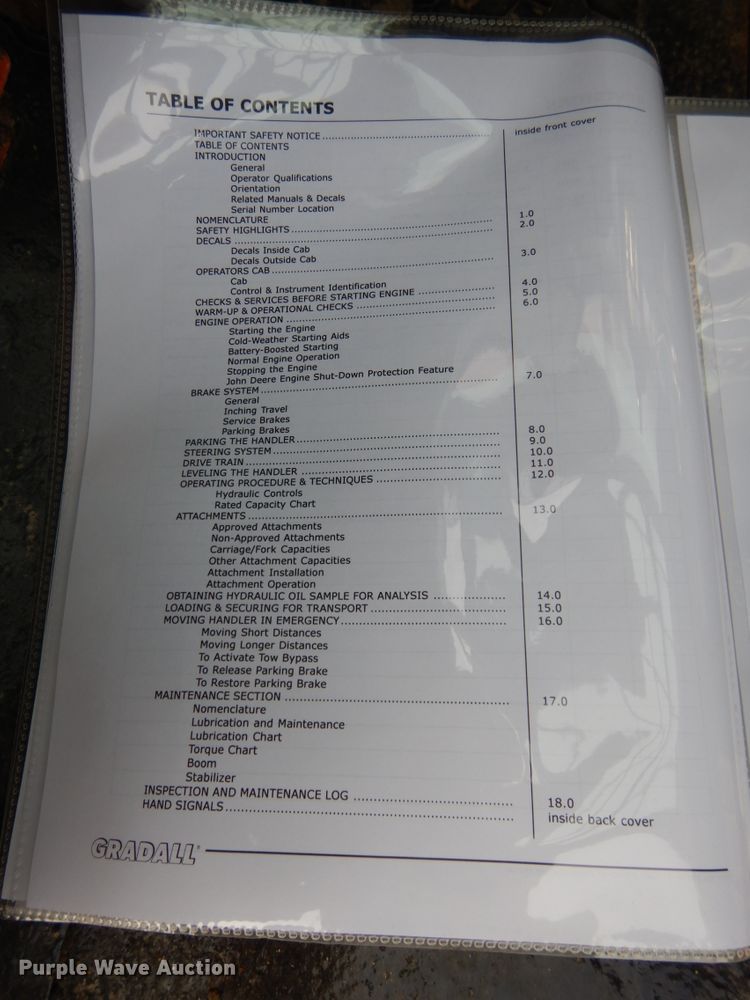 TABLE OF CONTENTS
IMPORTANT SAFETY NOTICE ........ inside front cover
TABLE OF CONTENTS
INTRODUCTION
General
Operator Qualifications
Orientation
Related Manuals & Decals
Serial Number Location
NOMENCLATURE ........ 1.0
SAFETY HIGHLIGHTS ........ 2.0
DECALS ........
Decals Inside Cab
Decals Outside Cab
3.0
OPERATORS CAB ........
Cab
Control & Instrument Identification
4.0
CHECKS & SERVICES BEFORE STARTING ENGINE ........ 5.0
WARM-UP & OPERATIONAL CHECKS ........ 6.0
ENGINE OPERATION ........
Starting the Engine
Cold-Weather Starting Aids
Battery-Boosted Starting
Normal Engine Operation
Stopping the Engine
John Deere Engine Shut-Down Protection Feature
7.0
BRAKE SYSTEM ........
General
Inching Travel
Service Brakes
Parking Brakes
PARKING THE HANDLER ........ 8.0
STEERING SYSTEM ........ 9.0
DRIVE TRAIN ........ 10.0
LEVELING THE HANDLER ........ 11.0
OPERATING PROCEDURE & TECHNIQUES ........ 12.0
Hydraulic Controls
Rated Capacity Chart
ATTACHMENTS ........ 13.0
Approved Attachments
Non-Approved Attachments
Carriage/Fork Capacities
Other Attachment Capacities
Attachment Installation
Attachment Operation
OBTAINING HYDRAULIC OIL SAMPLE FOR ANALYSIS ........ 14.0
LOADING & SECURING FOR TRANSPORT ........ 15.0
MOVING HANDLER IN EMERGENCY ........ 16.0
Moving Short Distances
Moving Longer Distances
To Activate Tow Bypass
To Release Parking Brake
To Restore Parking Brake
MAINTENANCE SECTION ........ 17.0
Nomenclature
Lubrication and Maintenance
Lubrication Chart
Torque Chart
Boom
Stabilizer
INSPECTION AND MAINTENANCE LOG ........ 18.0
HAND SIGNALS ........ inside back cover
GRADALL®
Purple Wave Auction